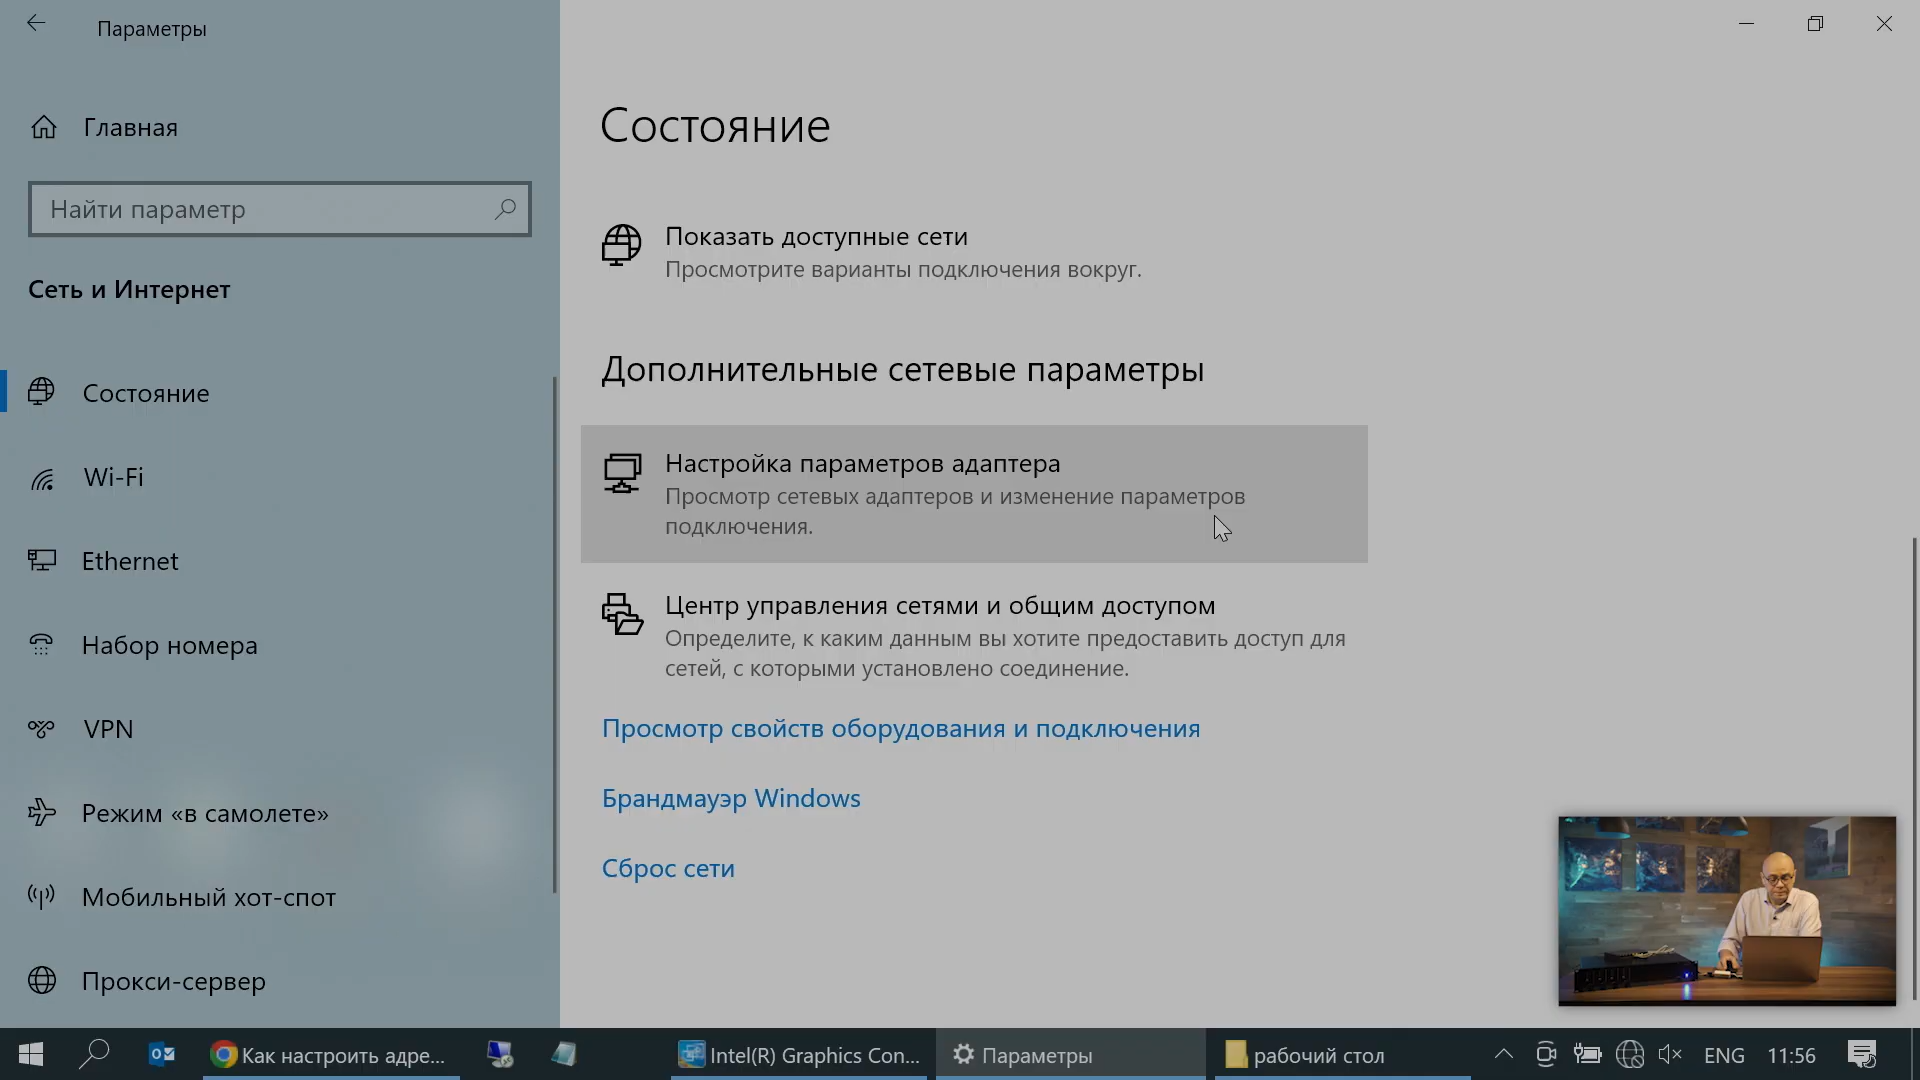 Параметры
Главная
Найти параметр
Сеть и Интернет
Состояние
Wi-Fi
Ethernet
Набор номера
VPN
Режим «в самолете»
Мобильный хот-спот
Прокси-сервер
Состояние
Показать доступные сети
Просмотрите варианты подключения вокруг.
Дополнительные сетевые параметры
Настройка параметров адаптера
Просмотр сетевых адаптеров и изменение параметров
подключения.
Центр управления сетями и общим доступом
Определите, к каким данным вы хотите предоставить доступ для
сетей, с которыми установлено соединение.
Просмотр свойств оборудования и подключения
Брандмауэр Windows
Сброс сети
Как настроить адре...
Intel(R) Graphics Con...
Параметры
рабочий стол
ENG
11:56